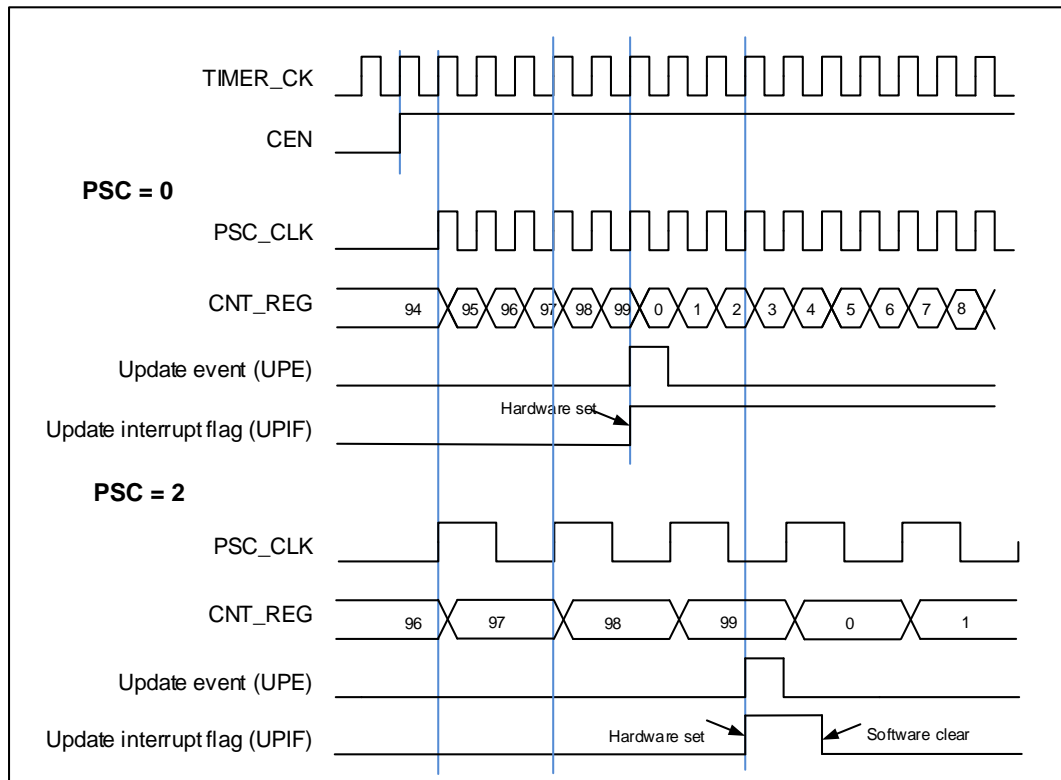 TIMER_CK
CEN
PSC = 0
PSC_CLK
CNT_REG 94 95 96 97 98 99 0 1 2 3 4 5 6 7 8
Update event (UPE)
Hardware set
Update interrupt flag (UPIF)
PSC = 2
PSC_CLK
CNT_REG 96 97 98 99 0 1
Update event (UPE)
Update interrupt flag (UPIF) Hardware set Software clear